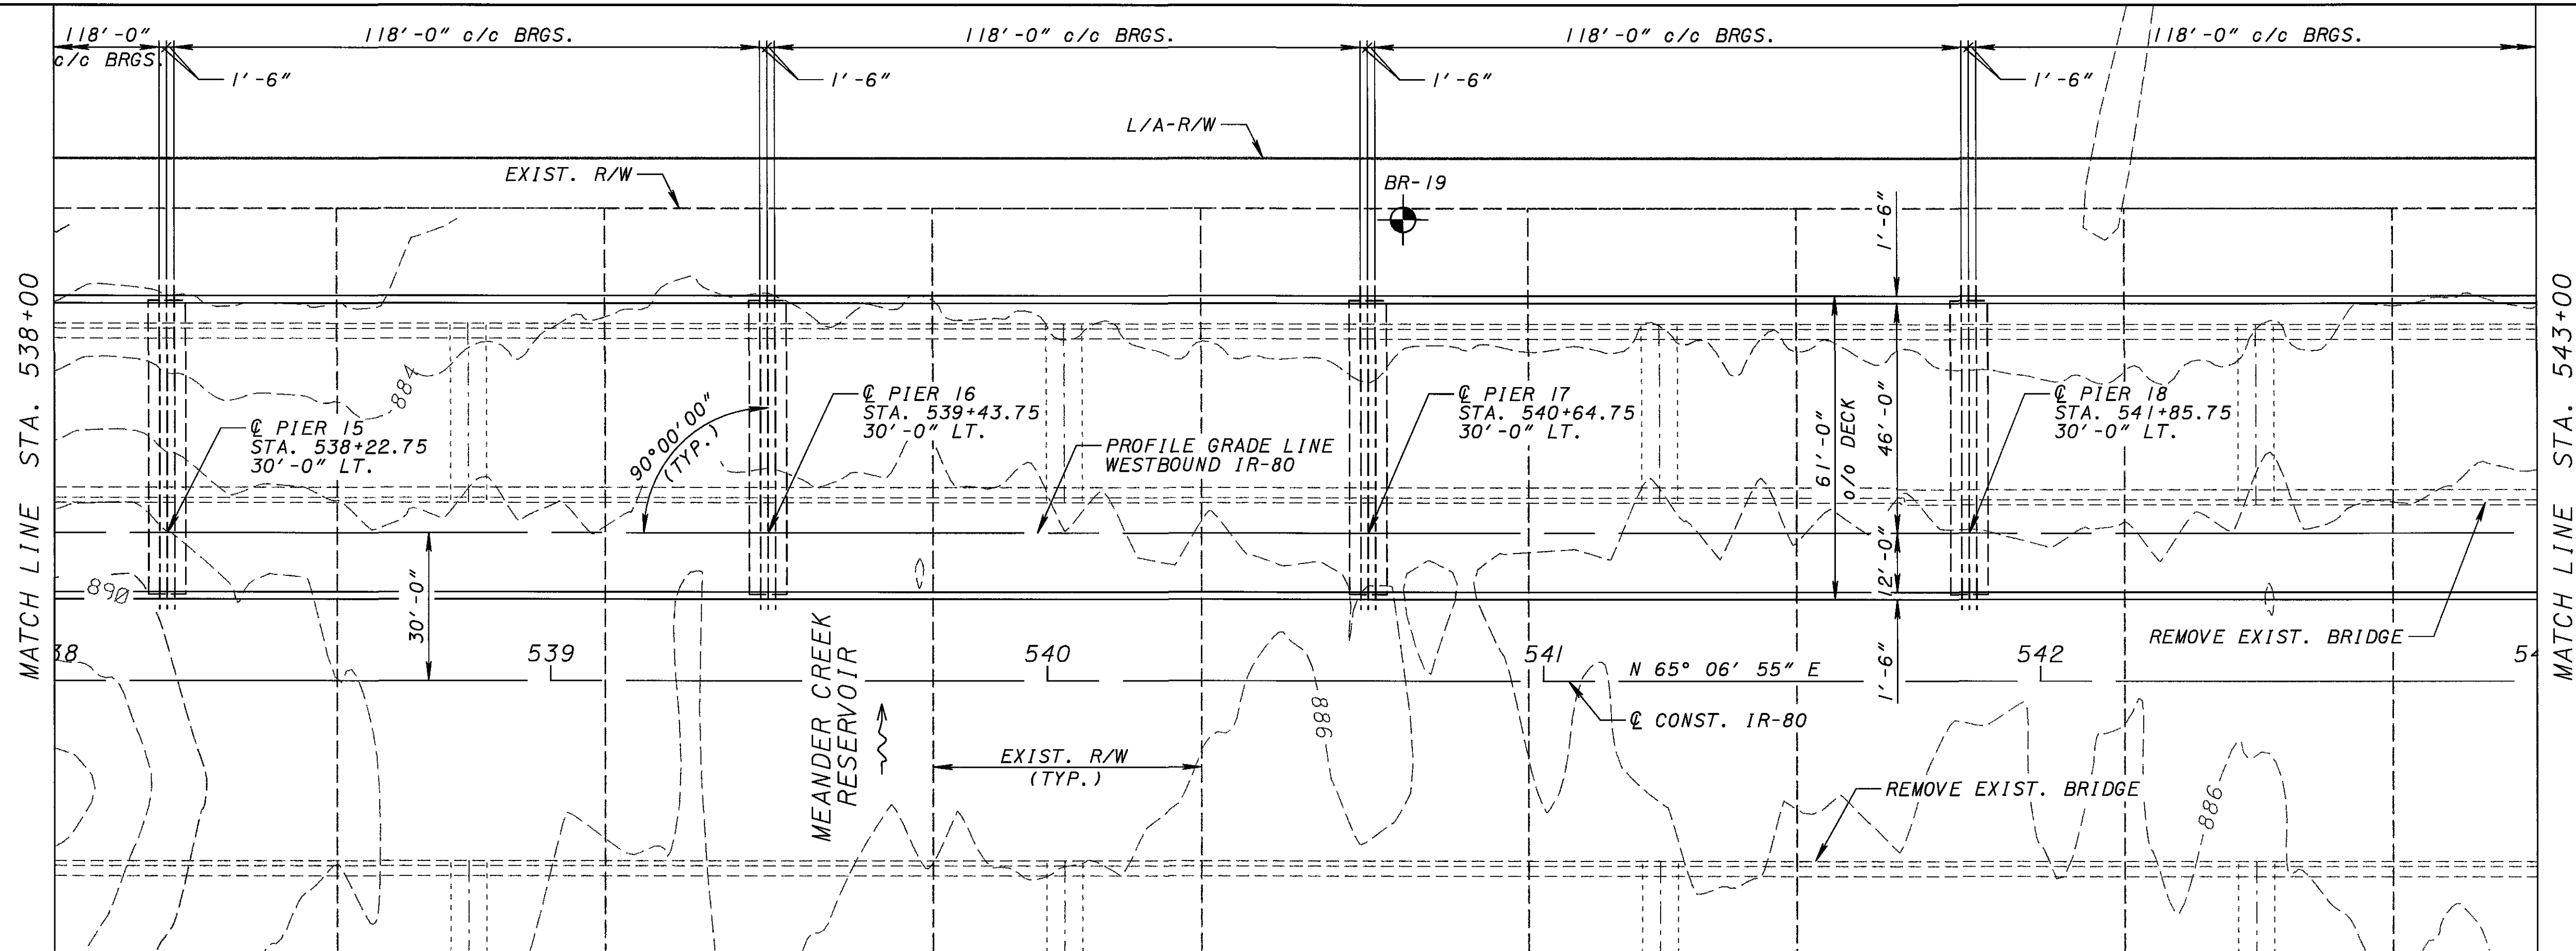 118'-0"
c/c BRGS.
118'-0" c/c BRGS.
118'-0" c/c BRGS.
118'-0" c/c BRGS.
118'-0" c/c BRGS.
1'-6"
1'-6"
1'-6"
1'-6"
L/A-R/W
EXIST. R/W
BR-19
1'-6"
MATCH LINE STA. 538+00
884
℄ PIER 15
STA. 538+22.75
30'-0" LT.
90°00'00"
(TYP.)
℄ PIER 16
STA. 539+43.75
30'-0" LT.
PROFILE GRADE LINE
WESTBOUND IR-80
℄ PIER 17
STA. 540+64.75
30'-0" LT.
61'-0"
o/o DECK
46'-0"
℄ PIER 18
STA. 541+85.75
30'-0" LT.
MATCH LINE STA. 543+00
890
30'-0"
12'-0"
1'-6"
REMOVE EXIST. BRIDGE
38
539
540
541
542
54
N 65° 06' 55" E
℄ CONST. IR-80
MEANDER CREEK
RESERVOIR
886
EXIST. R/W
(TYP.)
REMOVE EXIST. BRIDGE
886